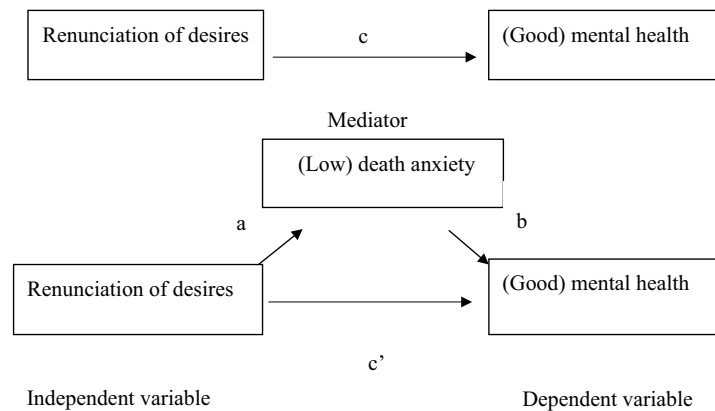 Renunciation of desires
c
(Good) mental health
Mediator
(Low) death anxiety
a
b
Renunciation of desires
(Good) mental health
c’
Independent variable
Dependent variable